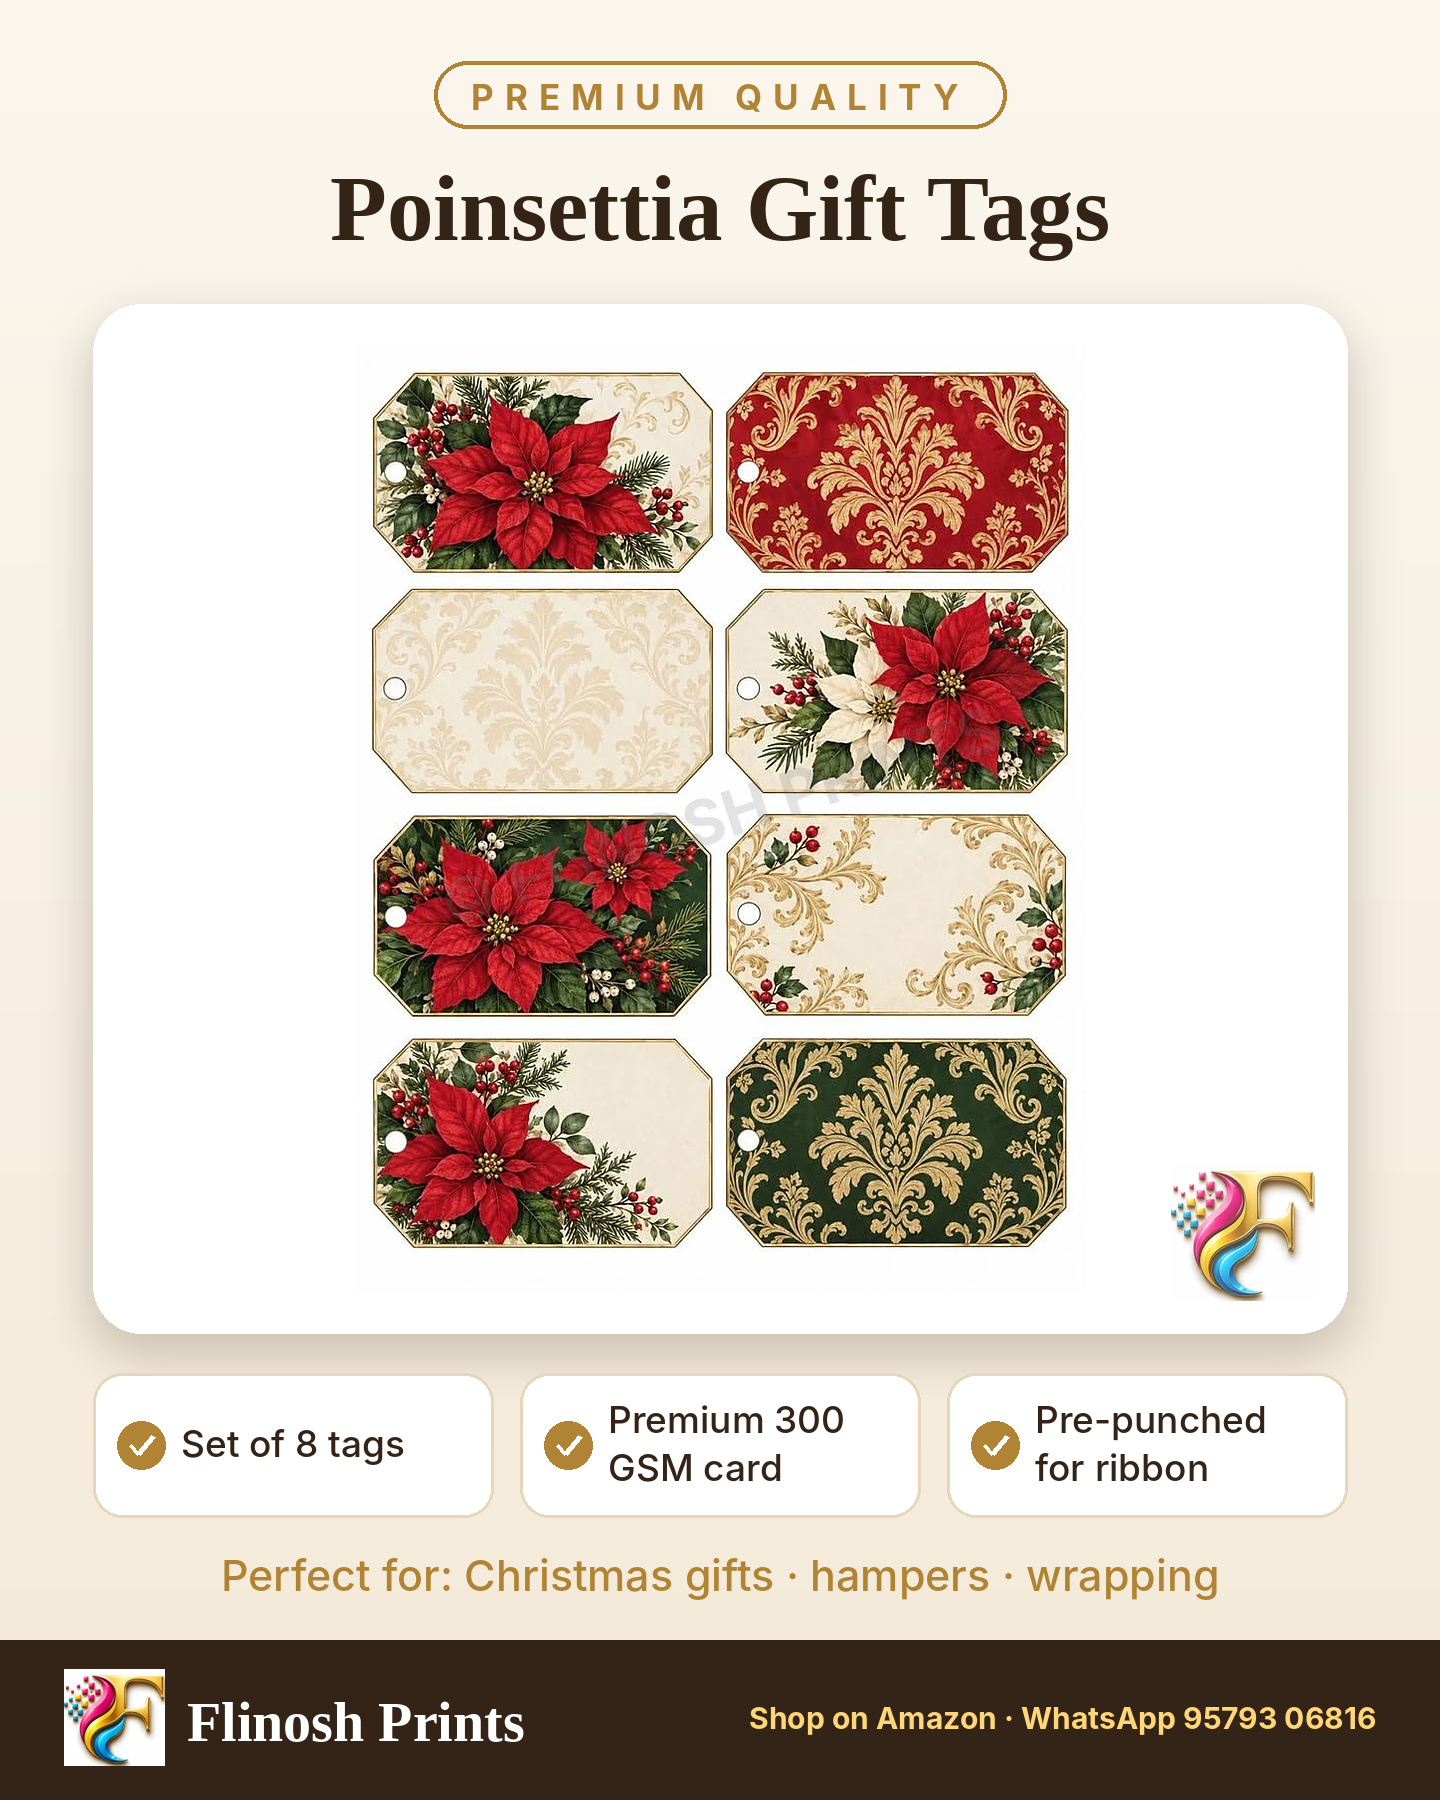 PREMIUM QUALITY
Poinsettia Gift Tags
Set of 8 tags
Premium 300
GSM card
Pre-punched
for ribbon
Perfect for: Christmas gifts · hampers · wrapping
Flinosh Prints
Shop on Amazon · WhatsApp 95793 06816